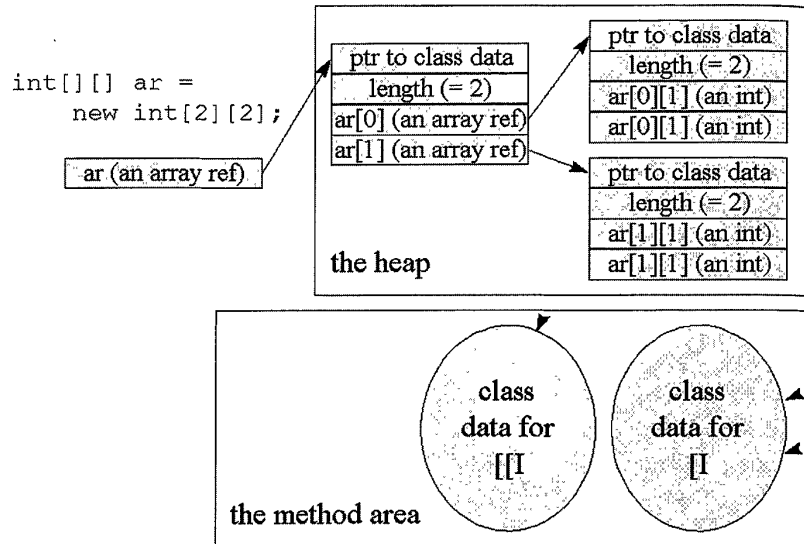 int[][] ar =
new int[2][2];
ar (an array ref)
ptr to class data
length (= 2)
ar[0] (an array ref)
ar[1] (an array ref)
ptr to class data
length (= 2)
ar[0][1] (an int)
ar[0][1] (an int)
ptr to class data
length (= 2)
ar[1][1] (an int)
ar[1][1] (an int)
the heap
class
data for
[[I
class
data for
[I
the method area